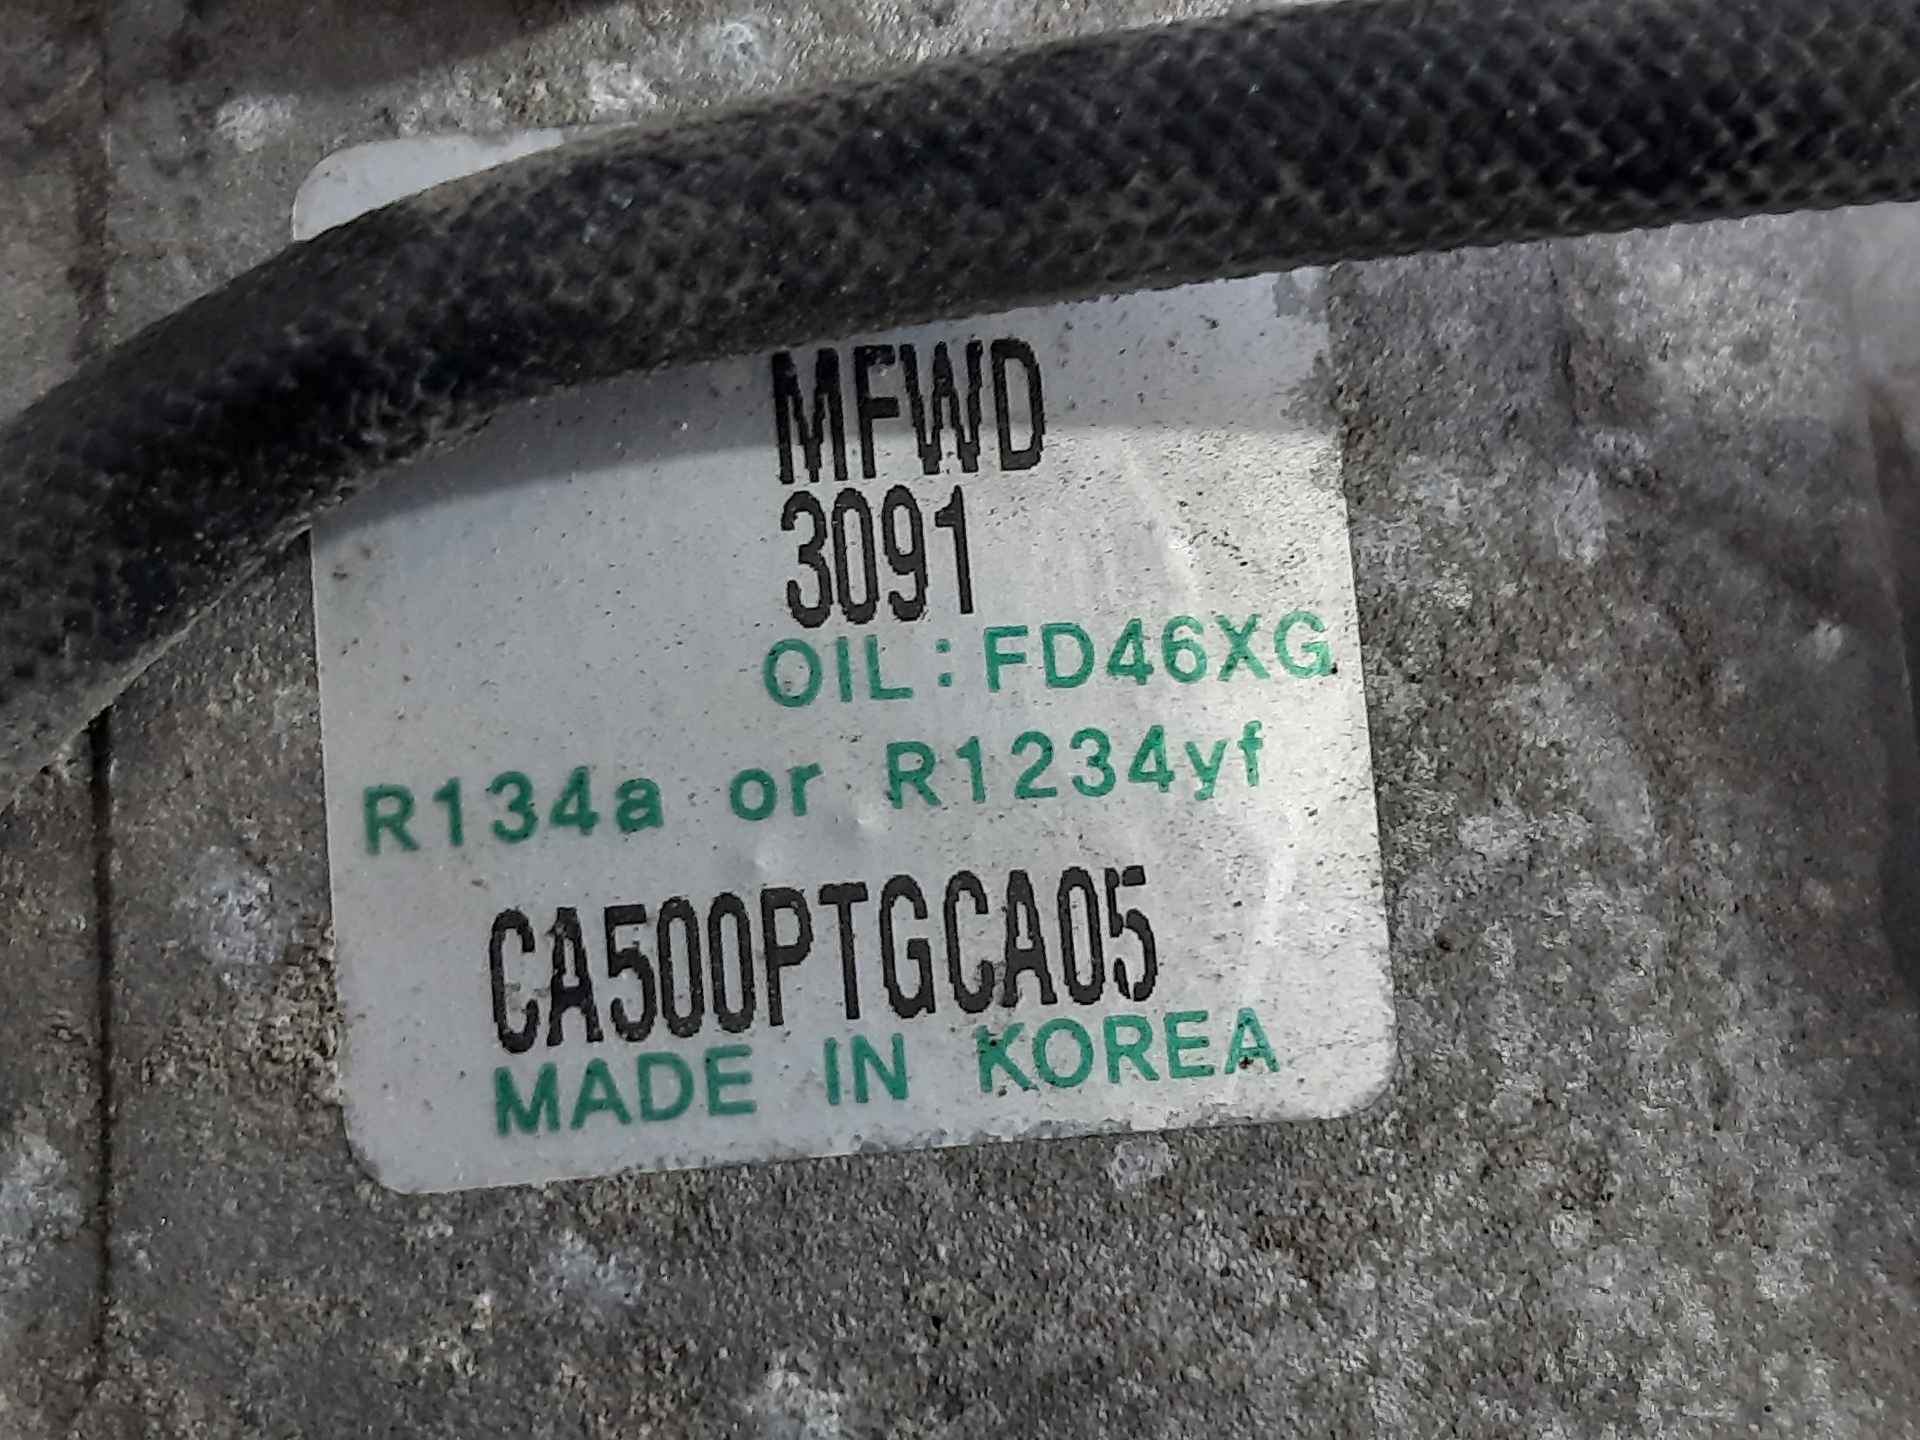 MFWD
3091
OIL:FD46XG
R134a or R1234yf
CA500PTGCA05
MADE IN KOREA